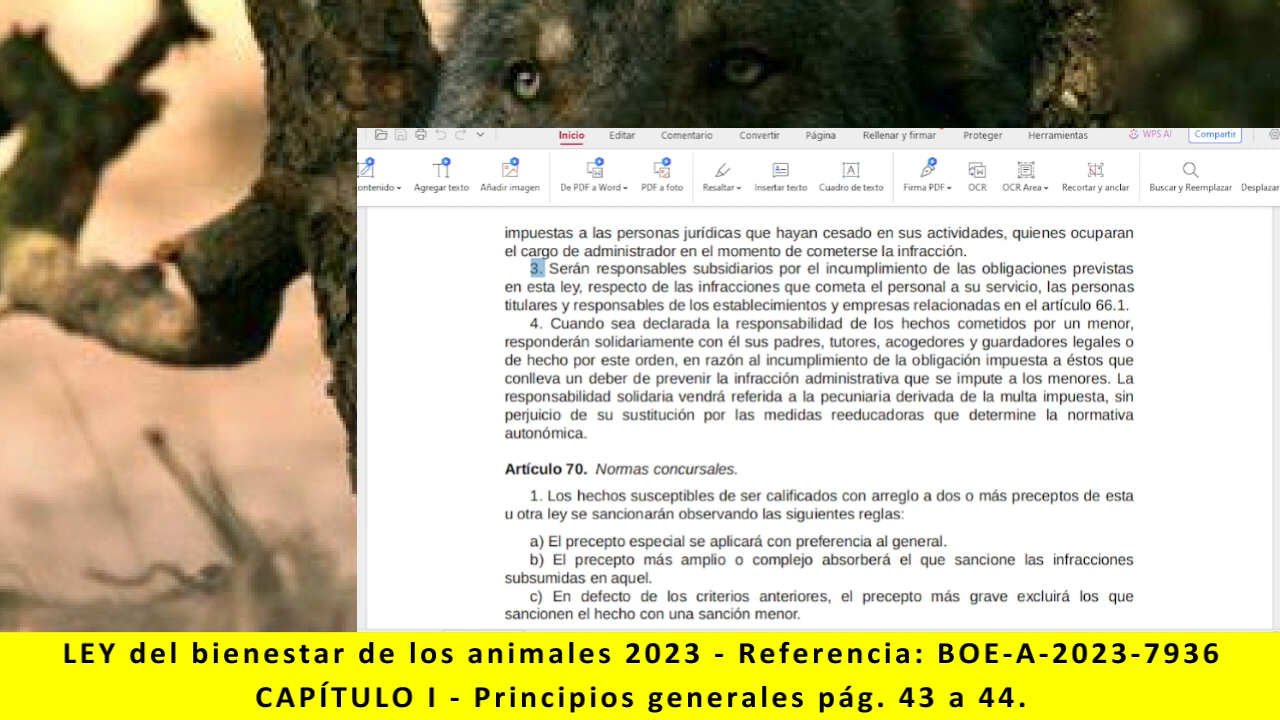 Inicio Editar Comentario Convertir Página Rellenar y firmar Proteger Herramientas WPS AI Compartir
ontenido Agregar texto Añadir imagen De PDF a Word PDF a foto Resaltar Insertar texto Cuadro de texto Firma PDF OCR OCR Area Recortar y anclar Buscar y Reemplazar Desplazar
impuestas a las personas jurídicas que hayan cesado en sus actividades, quienes ocuparan
el cargo de administrador en el momento de cometerse la infracción.
3. Serán responsables subsidiarios por el incumplimiento de las obligaciones previstas
en esta ley, respecto de las infracciones que cometa el personal a su servicio, las personas
titulares y responsables de los establecimientos y empresas relacionadas en el artículo 66.1.
4. Cuando sea declarada la responsabilidad de los hechos cometidos por un menor,
responderán solidariamente con él sus padres, tutores, acogedores y guardadores legales o
de hecho por este orden, en razón al incumplimiento de la obligación impuesta a éstos que
conlleva un deber de prevenir la infracción administrativa que se impute a los menores. La
responsabilidad solidaria vendrá referida a la pecuniaria derivada de la multa impuesta, sin
perjuicio de su sustitución por las medidas reeducadoras que determine la normativa
autonómica.
Artículo 70. Normas concursales.
1. Los hechos susceptibles de ser calificados con arreglo a dos o más preceptos de esta
u otra ley se sancionarán observando las siguientes reglas:
a) El precepto especial se aplicará con preferencia al general.
b) El precepto más amplio o complejo absorberá el que sancione las infracciones
subsumidas en aquel.
c) En defecto de los criterios anteriores, el precepto más grave excluirá los que
sancionen el hecho con una sanción menor.
LEY del bienestar de los animales 2023 - Referencia: BOE-A-2023-7936
CAPÍTULO I - Principios generales pág. 43 a 44.